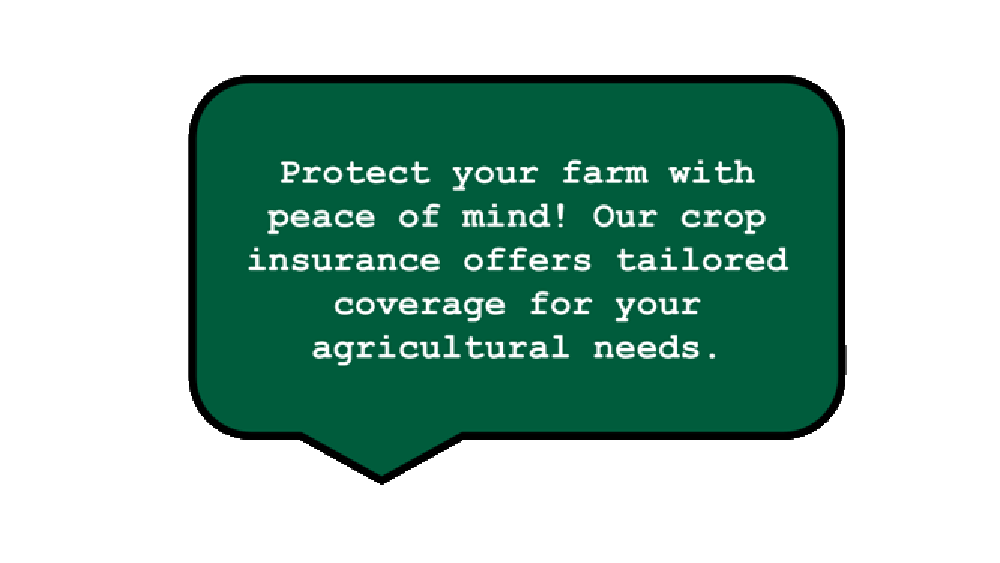 Protect your farm with
peace of mind! Our crop
insurance offers tailored
coverage for your
agricultural needs.